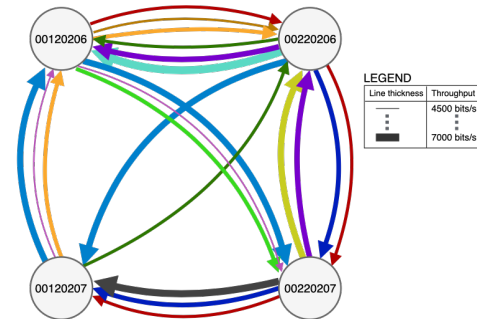 00120206
00220206
LEGEND
Line thickness Throughput
4500 bits/s
7000 bits/s
00120207
00220207